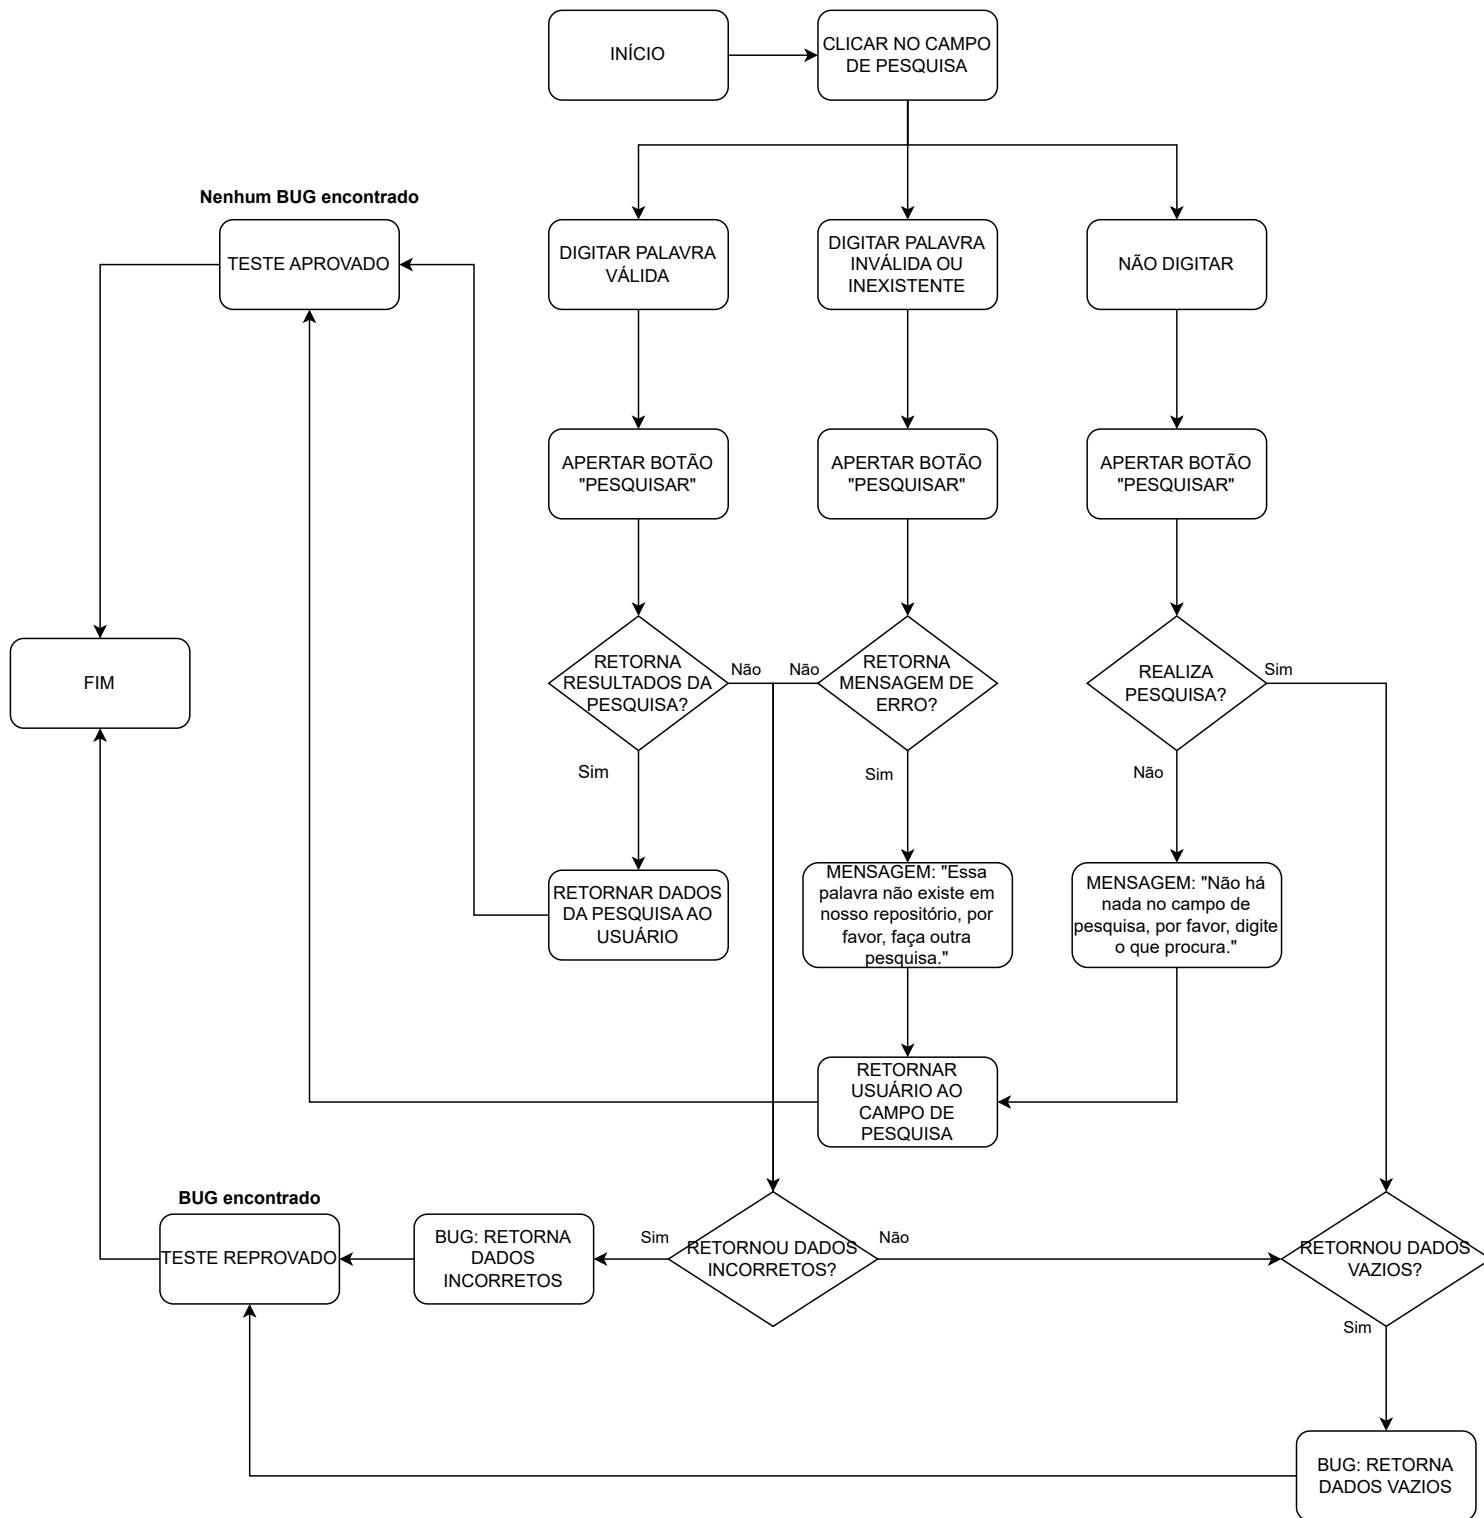 INÍCIO
CLICAR NO CAMPO
DE PESQUISA
Nenhum BUG encontrado
TESTE APROVADO
DIGITAR PALAVRA
VÁLIDA
DIGITAR PALAVRA
INVÁLIDA OU
INEXISTENTE
NÃO DIGITAR
APERTAR BOTÃO
"PESQUISAR"
APERTAR BOTÃO
"PESQUISAR"
APERTAR BOTÃO
"PESQUISAR"
FIM
RETORNA
RESULTADOS DA
PESQUISA?
Não
Não
RETORNA
MENSAGEM DE
ERRO?
REALIZA
PESQUISA?
Sim
Sim
Sim
Não
RETORNAR DADOS
DA PESQUISA AO
USUÁRIO
MENSAGEM: "Essa
palavra não existe em
nosso repositório, por
favor, faça outra
pesquisa."
MENSAGEM: "Não há
nada no campo de
pesquisa, por favor, digite
o que procura."
RETORNAR
USUÁRIO AO
CAMPO DE
PESQUISA
BUG encontrado
TESTE REPROVADO
BUG: RETORNA
DADOS
INCORRETOS
Sim
RETORNOU DADOS
INCORRETOS?
Não
RETORNOU DADOS
VAZIOS?
Sim
BUG: RETORNA
DADOS VAZIOS